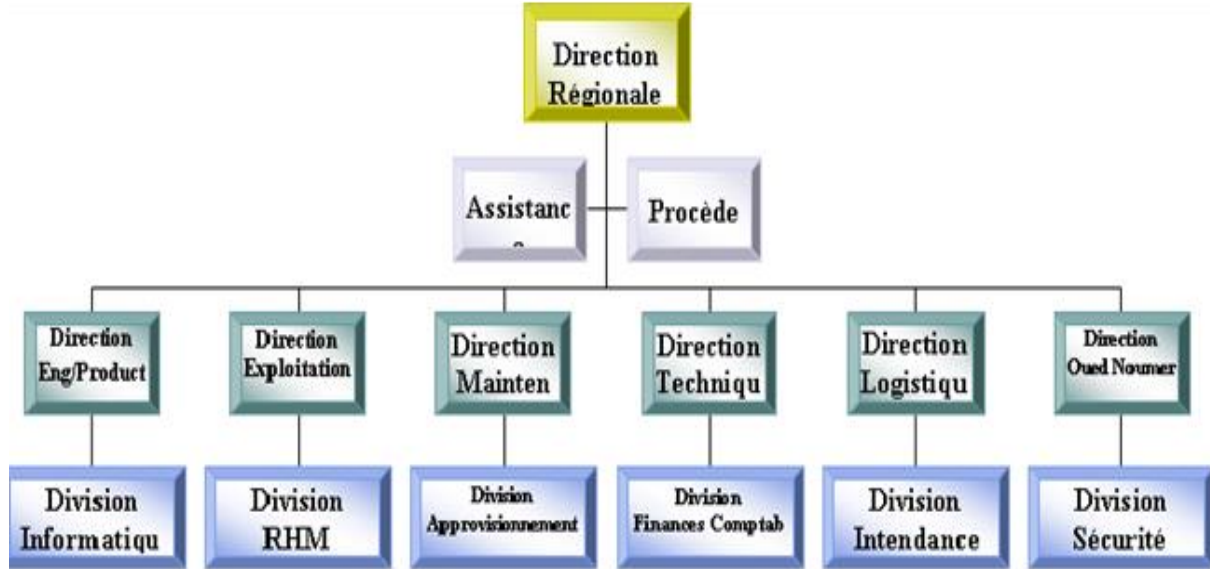 Direction
Régionale
Assistanc
Procède
Direction
Eng/Product
Direction
Exploitation
Direction
Mainten
Direction
Techniqu
Direction
Logistiqu
Direction
Oued Noumer
Division
Informatiqu
Division
RHM
Division
Approvisionnement
Division
Finances Comptab
Division
Intendance
Division
Sécurité